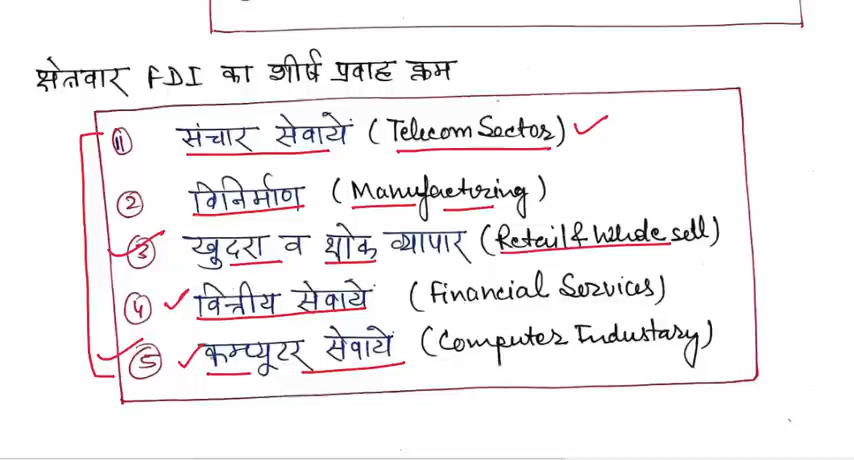 क्षेत्रवार FDI का शीर्ष प्रवाह क्रम
① संचार सेवायें (Telecom Sector) ✓
② विनिर्माण (Manufacturing)
③ खुदरा व थोक व्यापार (Retail & Whole sell)
④ ✓ वित्तीय सेवायें (Financial Services)
⑤ ✓ कम्प्यूटर सेवायें (Computer Industary)